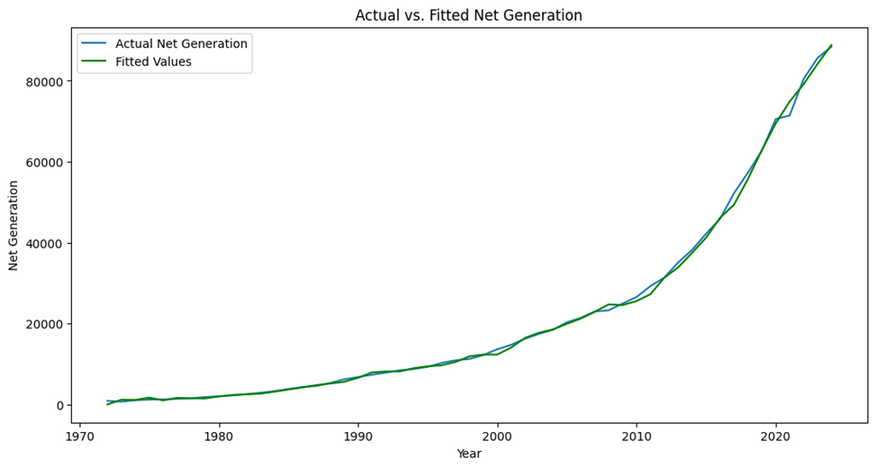 Actual vs. Fitted Net Generation
Actual Net Generation
Fitted Values
Net Generation
80000
60000
40000
20000
0
1970
1980
1990
2000
2010
2020
Year